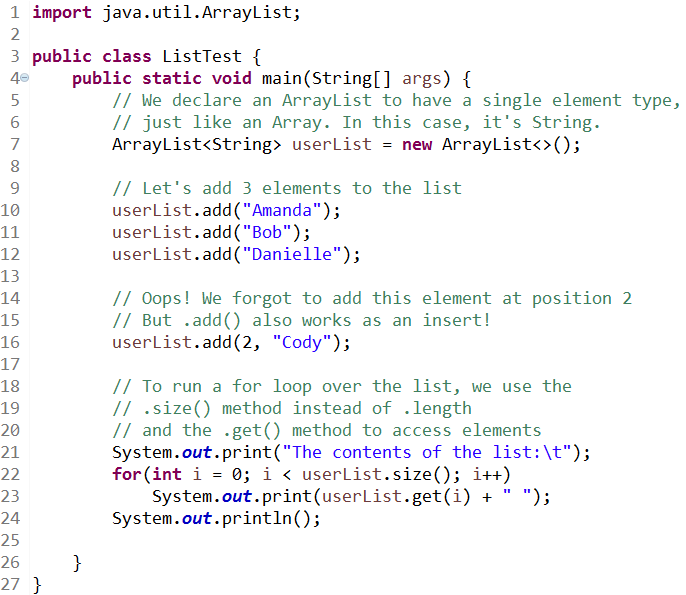 1 import java.util.ArrayList;
2
3 public class ListTest {
4     public static void main(String[] args) {
5         // We declare an ArrayList to have a single element type,
6         // just like an Array. In this case, it's String.
7         ArrayList<String> userList = new ArrayList<>();
8
9         // Let's add 3 elements to the list
10         userList.add("Amanda");
11         userList.add("Bob");
12         userList.add("Danielle");
13
14         // Oops! We forgot to add this element at position 2
15         // But .add() also works as an insert!
16         userList.add(2, "Cody");
17
18         // To run a for loop over the list, we use the
19         // .size() method instead of .length
20         // and the .get() method to access elements
21         System.out.print("The contents of the list:\t");
22         for(int i = 0; i < userList.size(); i++)
23             System.out.print(userList.get(i) + " ");
24         System.out.println();
25
26     }
27 }